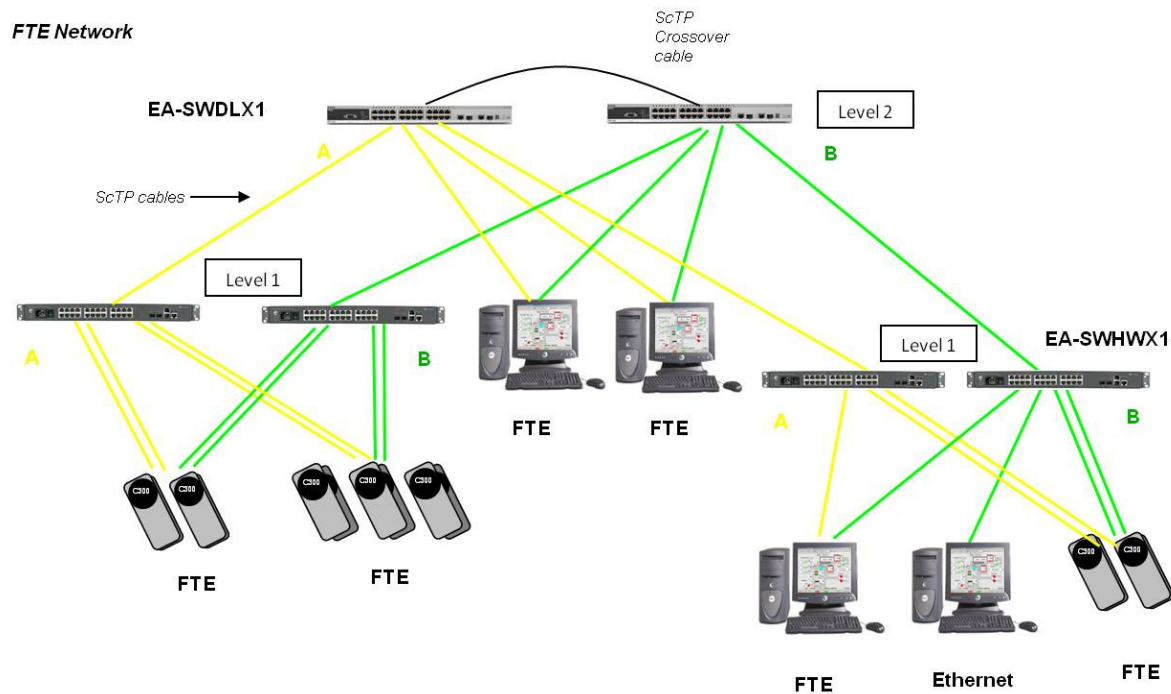 FTE Network
ScTP
Crossover
cable
EA-SWDLX1
Level 2
A
B
ScTP cables
Level 1
Level 1
EA-SWHWX1
A
B
FTE
FTE
A
B
C300
C300
C300
C300
C300
C300
FTE
FTE
FTE
Ethernet
FTE